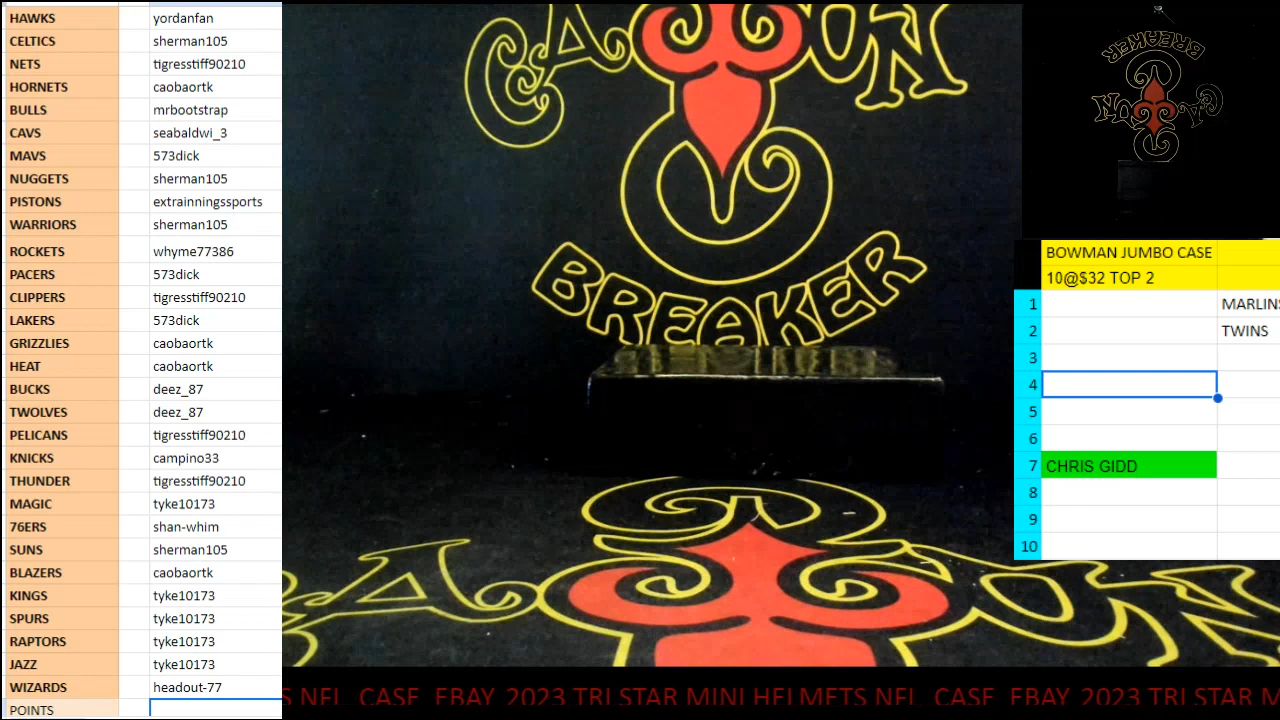 HAWKS yordanfan
CELTICS sherman105
NETS tigresstiff90210
HORNETS caobaortk
BULLS mrbootstrap
CAVS seabaldwi_3
MAVS 573dick
NUGGETS sherman105
PISTONS extrainningssports
WARRIORS sherman105
ROCKETS whyme77386
PACERS 573dick
CLIPPERS tigresstiff90210
LAKERS 573dick
GRIZZLIES caobaortk
HEAT caobaortk
BUCKS deez_87
TWOLVES deez_87
PELICANS tigresstiff90210
KNICKS campino33
THUNDER tigresstiff90210
MAGIC tyke10173
76ERS shan-whim
SUNS sherman105
BLAZERS caobaortk
KINGS tyke10173
SPURS tyke10173
RAPTORS tyke10173
JAZZ tyke10173
WIZARDS headout-77
POINTS
BREAKER
BREAKER
BOWMAN JUMBO CASE
10@$32 TOP 2
1 MARLINS
2 TWINS
3
4
5
6
7 CHRIS GIDD
8
9
10
S NFL CASE EBAY 2023 TRI STAR MINI HELMETS NFL CASE EBAY 2023 TRI STAR M